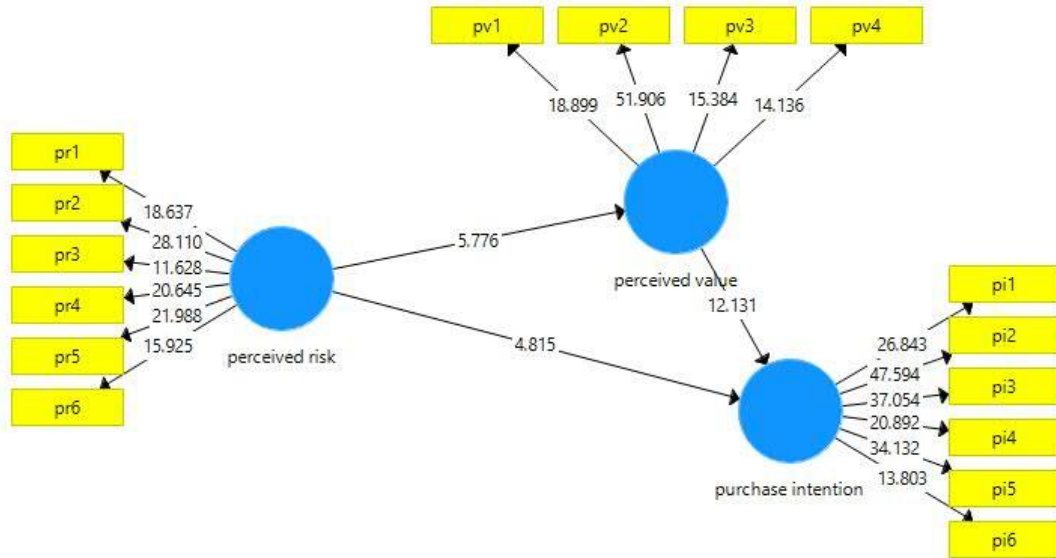 pv1
pv2
pv3
pv4
18.899
51.906
15.384
14.136
pr1
pr2
pr3
pr4
pr5
pr6
18.637
28.110
11.628
20.645
21.988
15.925
perceived risk
5.776
4.815
perceived value
12.131
purchase intention
26.843
47.594
37.054
20.892
34.132
13.803
pi1
pi2
pi3
pi4
pi5
pi6